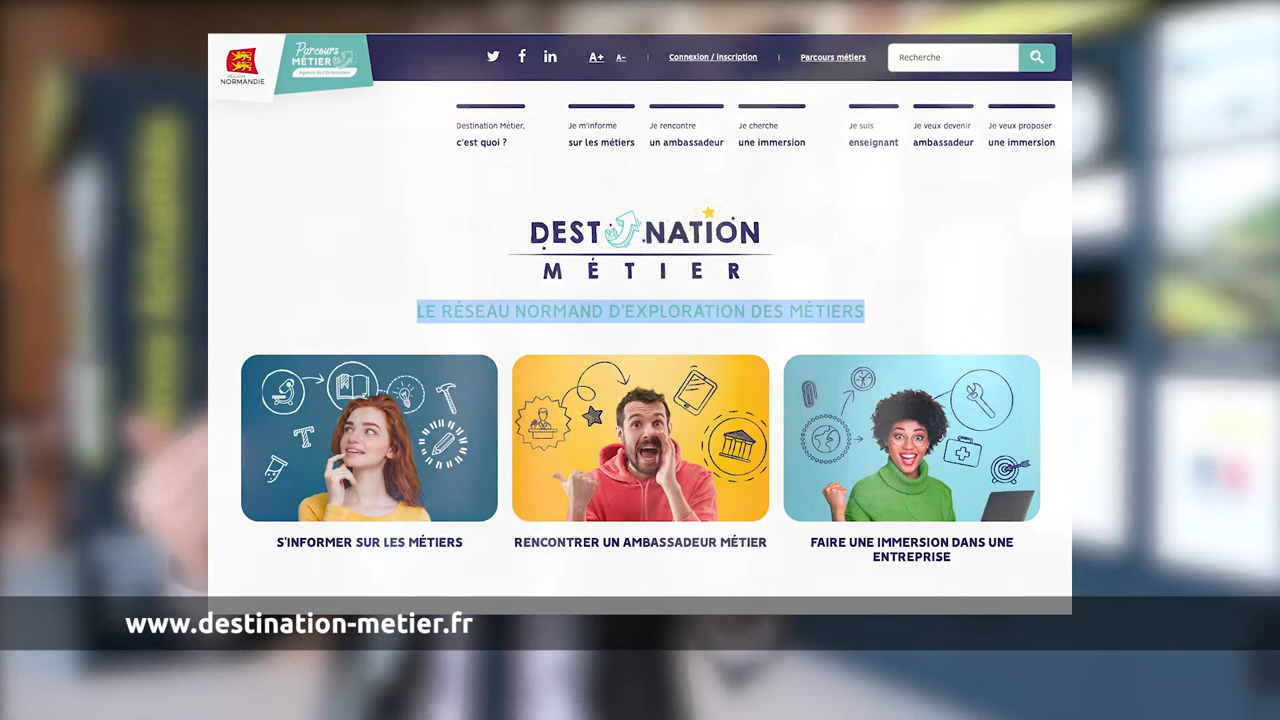 RÉGION
NORMANDIE
Parcours
MÉTIER
Agence de l'Orientation
A+
A-
Connexion / inscription
Parcours métiers
Recherche
Destination Métier,
c'est quoi ?
Je m'informe
sur les métiers
Je rencontre
un ambassadeur
Je cherche
une immersion
Je suis
enseignant
Je veux devenir
ambassadeur
Je veux proposer
une immersion
DESTINATION
MÉTIER
LE RÉSEAU NORMAND D'EXPLORATION DES MÉTIERS
S'INFORMER SUR LES MÉTIERS
RENCONTRER UN AMBASSADEUR MÉTIER
FAIRE UNE IMMERSION DANS UNE
ENTREPRISE
www.destination-metier.fr